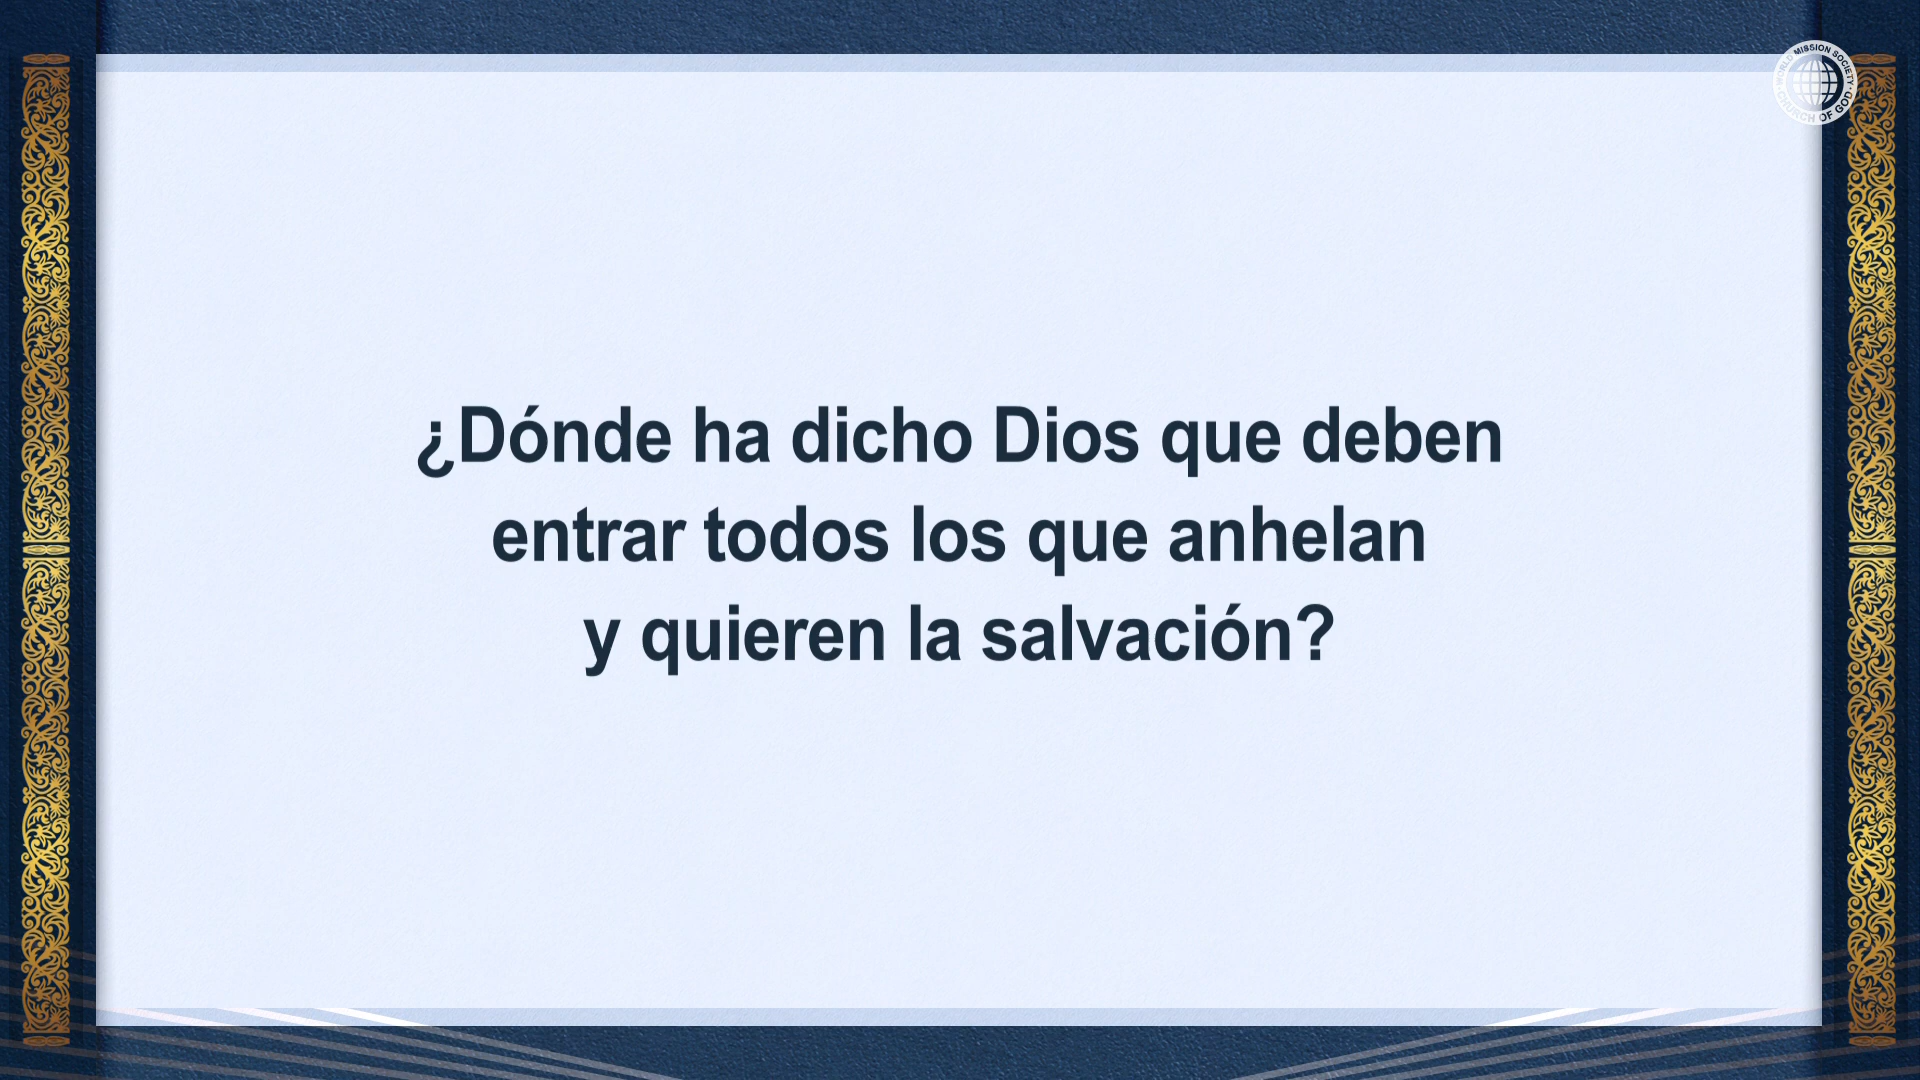 WORLD MISSION SOCIETY
CHURCH OF GOD
¿Dónde ha dicho Dios que deben
entrar todos los que anhelan
y quieren la salvación?